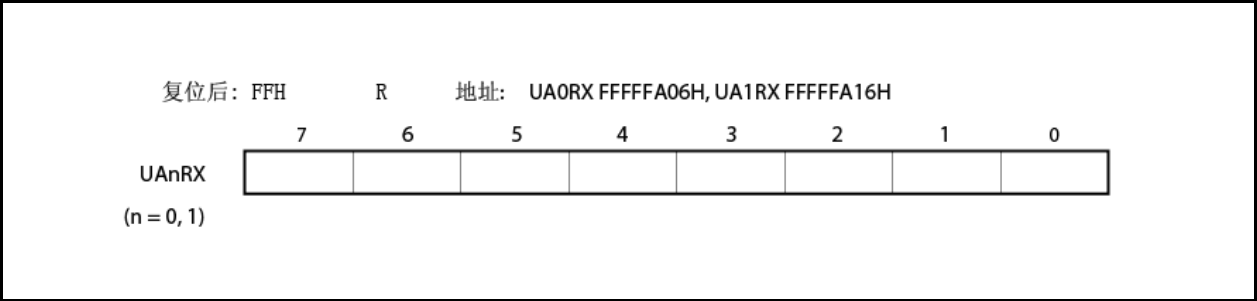 复位后: FFH R 地址: UA0RX FFFFFA06H, UA1RX FFFFFA16H
7 6 5 4 3 2 1 0
UAnRX
(n = 0, 1)